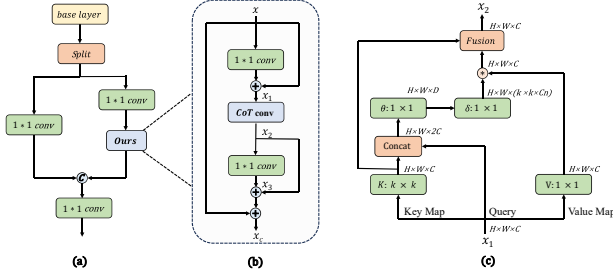 base layer
Split
1 * 1 conv
1 * 1 conv
Ours
C
1 * 1 conv
(a)
x
1 * 1 conv
+
x₁
CoT conv
x₂
1 * 1 conv
x₃
+
+
(b)
x₂
H×W×C
Fusion
H×W×C
*
H×W×D
H×W×(k×k×Cn)
θ: 1 × 1
δ: 1 × 1
H×W×2C
Concat
H×W×C
H×W×C
K: k × k
V: 1 × 1
Key Map
Query
Value Map
H×W×C
x₁
(c)